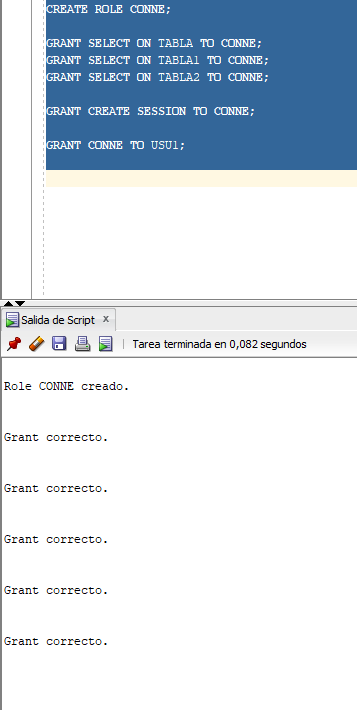 CREATE ROLE CONNE;
GRANT SELECT ON TABLA TO CONNE;
GRANT SELECT ON TABLA1 TO CONNE;
GRANT SELECT ON TABLA2 TO CONNE;
GRANT CREATE SESSION TO CONNE;
GRANT CONNE TO USU1;
Salida de Script x
Tarea terminada en 0,082 segundos
Role CONNE creado.
Grant correcto.
Grant correcto.
Grant correcto.
Grant correcto.
Grant correcto.